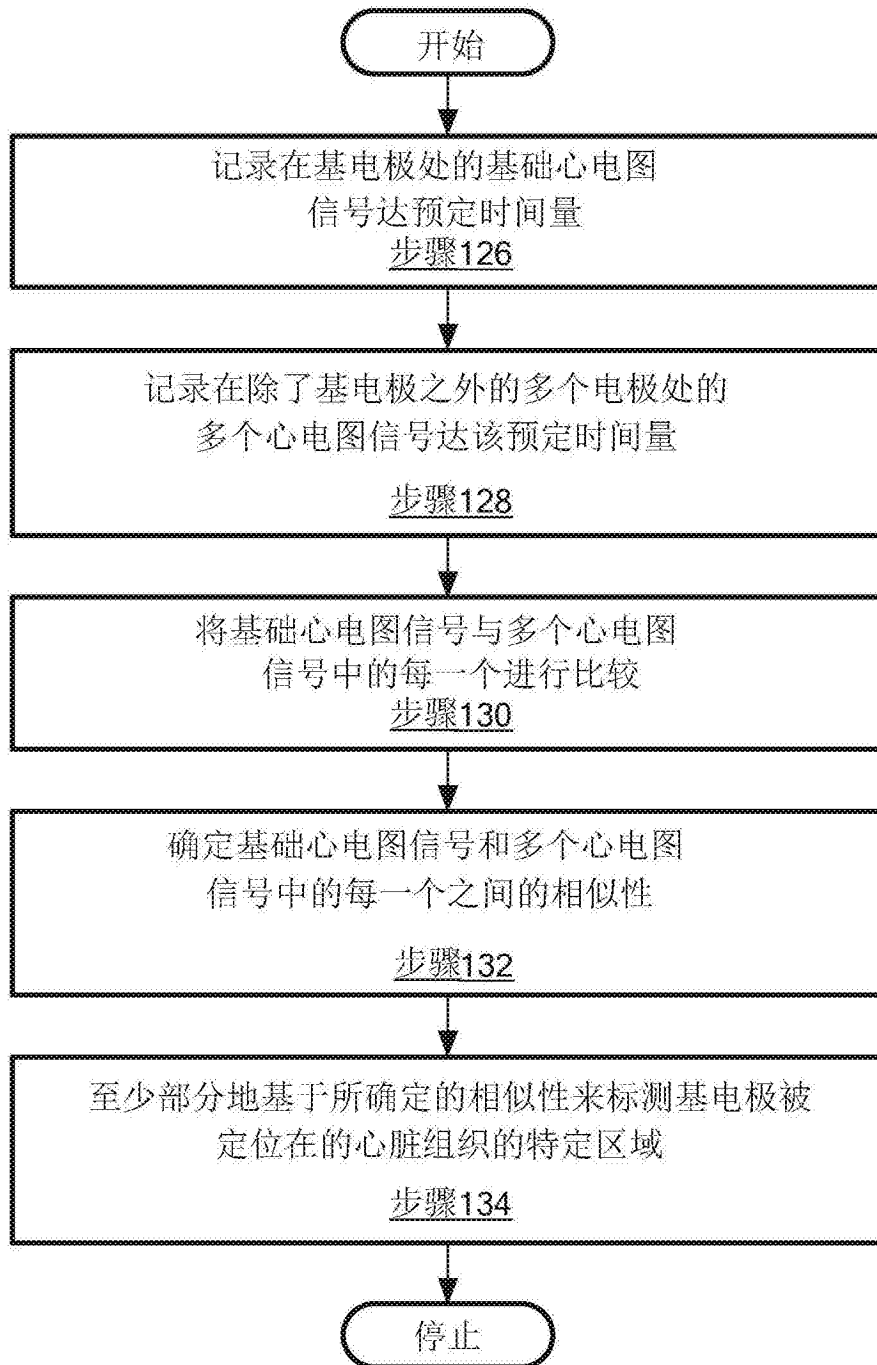 开始
记录在基电极处的基础心电图
信号达预定时间量
步骤126
记录在除了基电极之外的多个电极处的
多个心电图信号达该预定时间量
步骤128
将基础心电图信号与多个心电图
信号中的每一个进行比较
步骤130
确定基础心电图信号和多个心电图
信号中的每一个之间的相似性
步骤132
至少部分地基于所确定的相似性来标测基电极被
定位在的心脏组织的特定区域
步骤134
停止